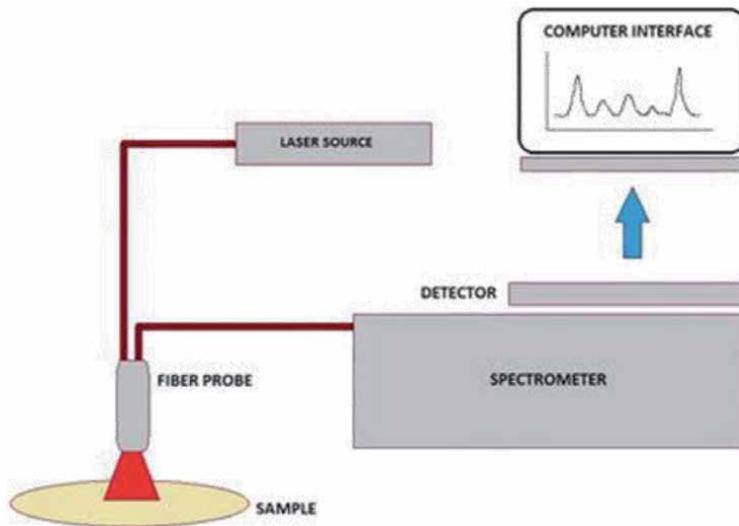 COMPUTER INTERFACE
LASER SOURCE
DETECTOR
FIBER PROBE
SPECTROMETER
SAMPLE